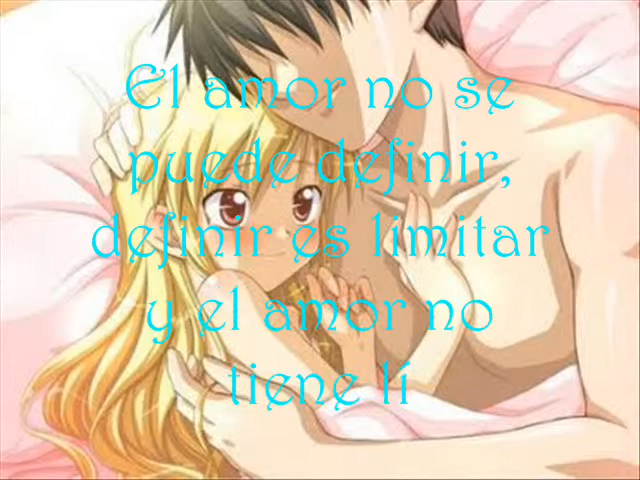 El amor no se
puede definir,
definir es limitar
y el amor no
tiene lí